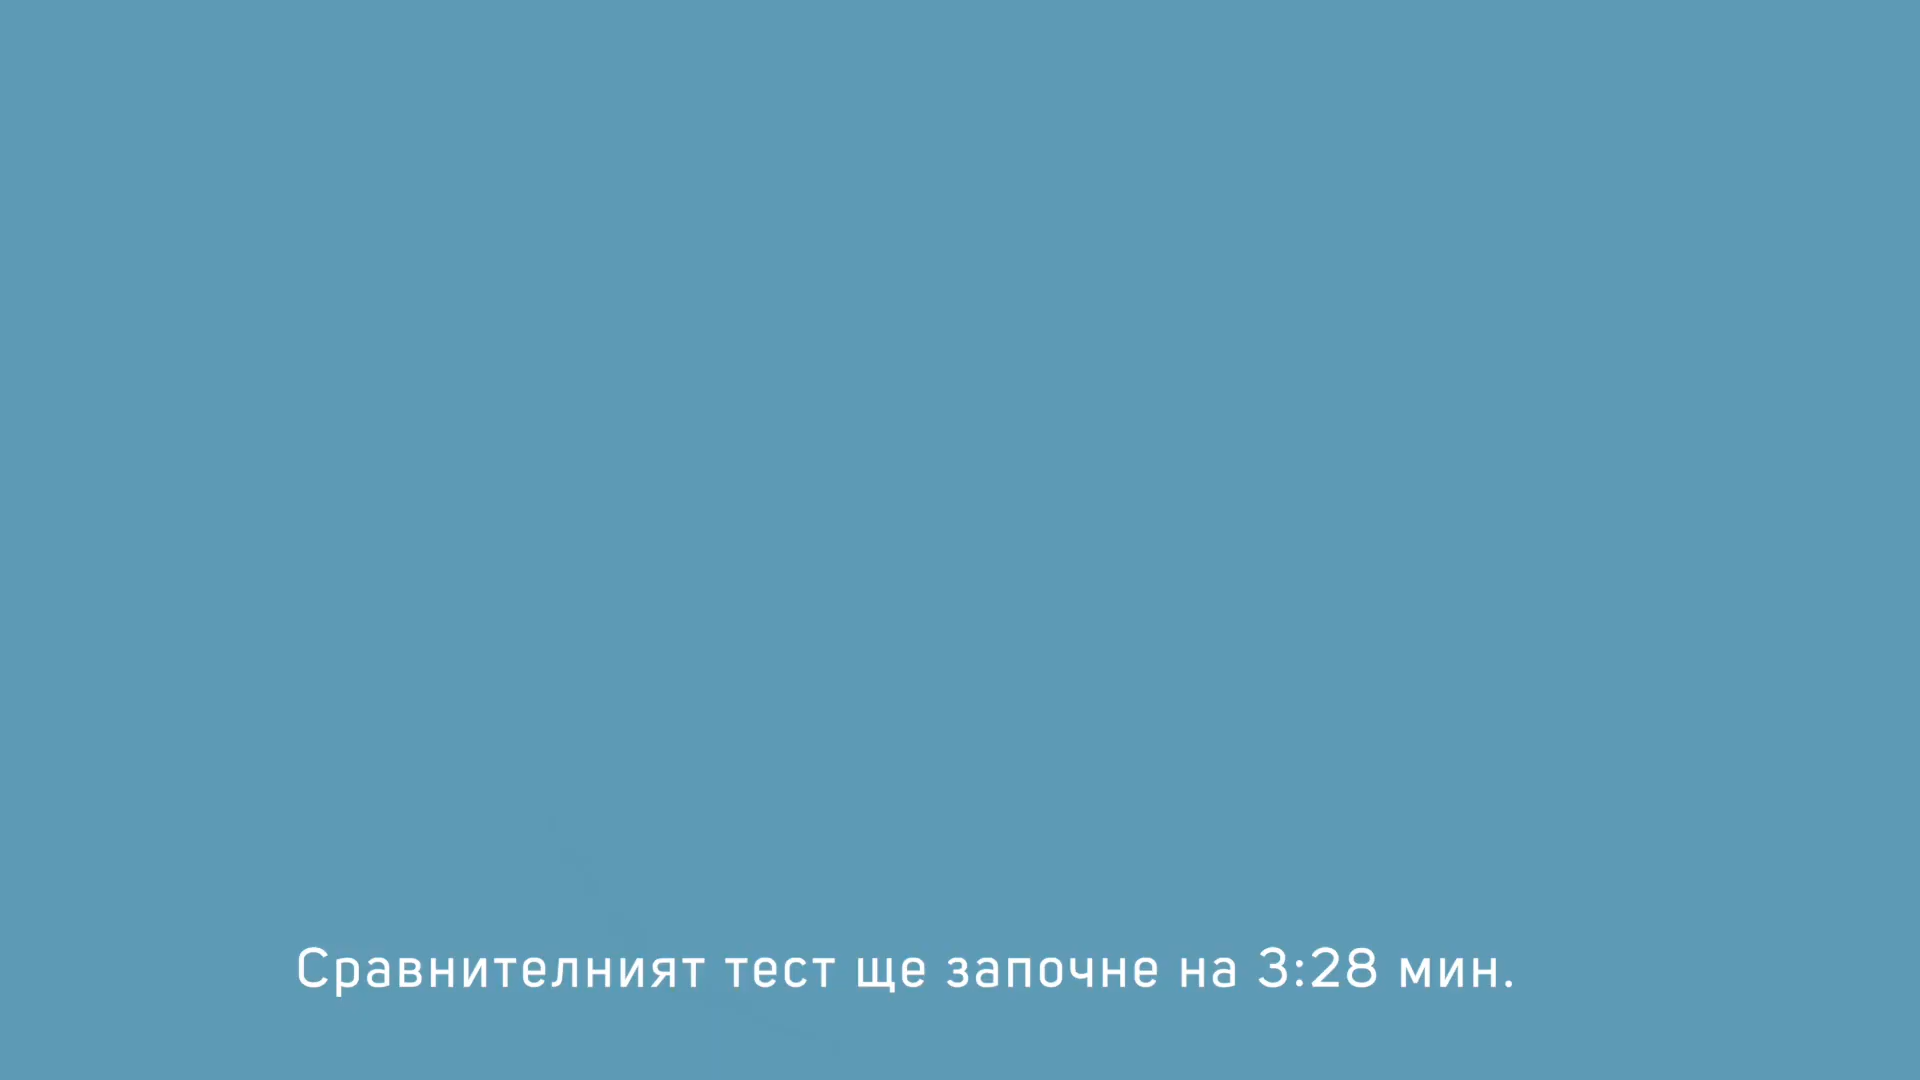 Сравнителният тест ще започне на 3:28 мин.